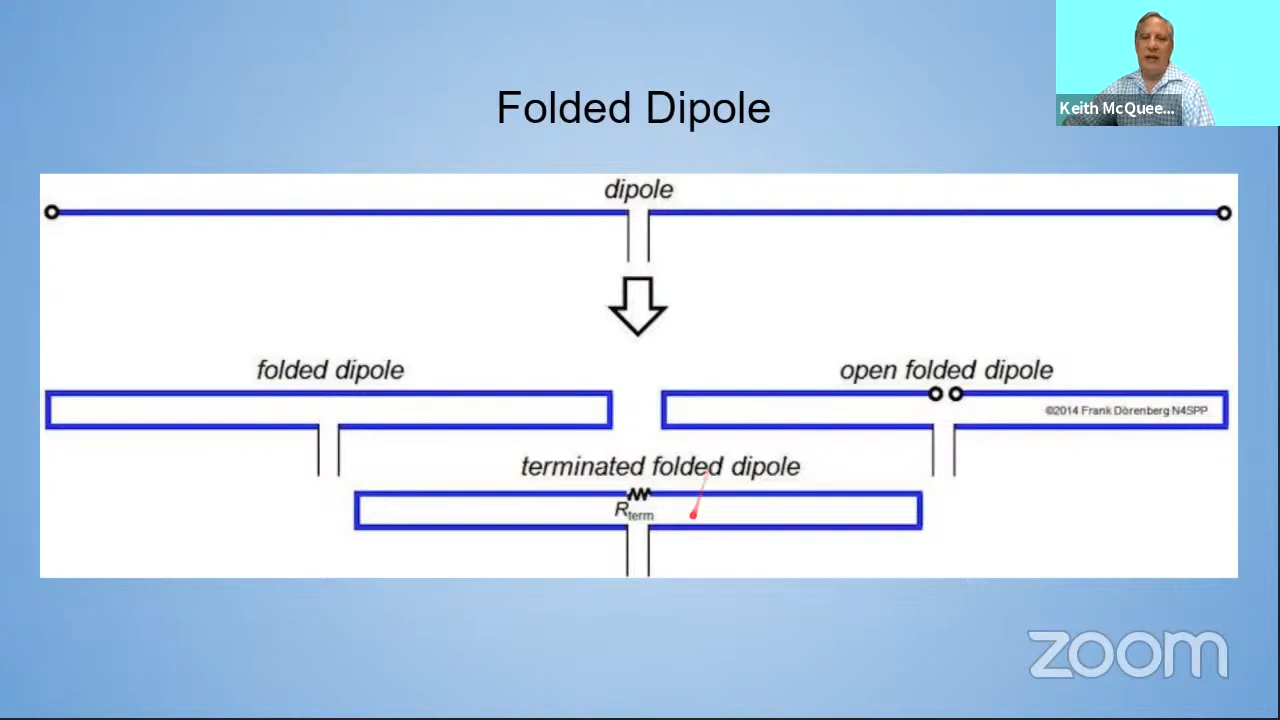 Folded Dipole
Keith McQuee...
dipole
folded dipole
open folded dipole
©2014 Frank Dörenberg N4SPP
terminated folded dipole
Rterm
zoom